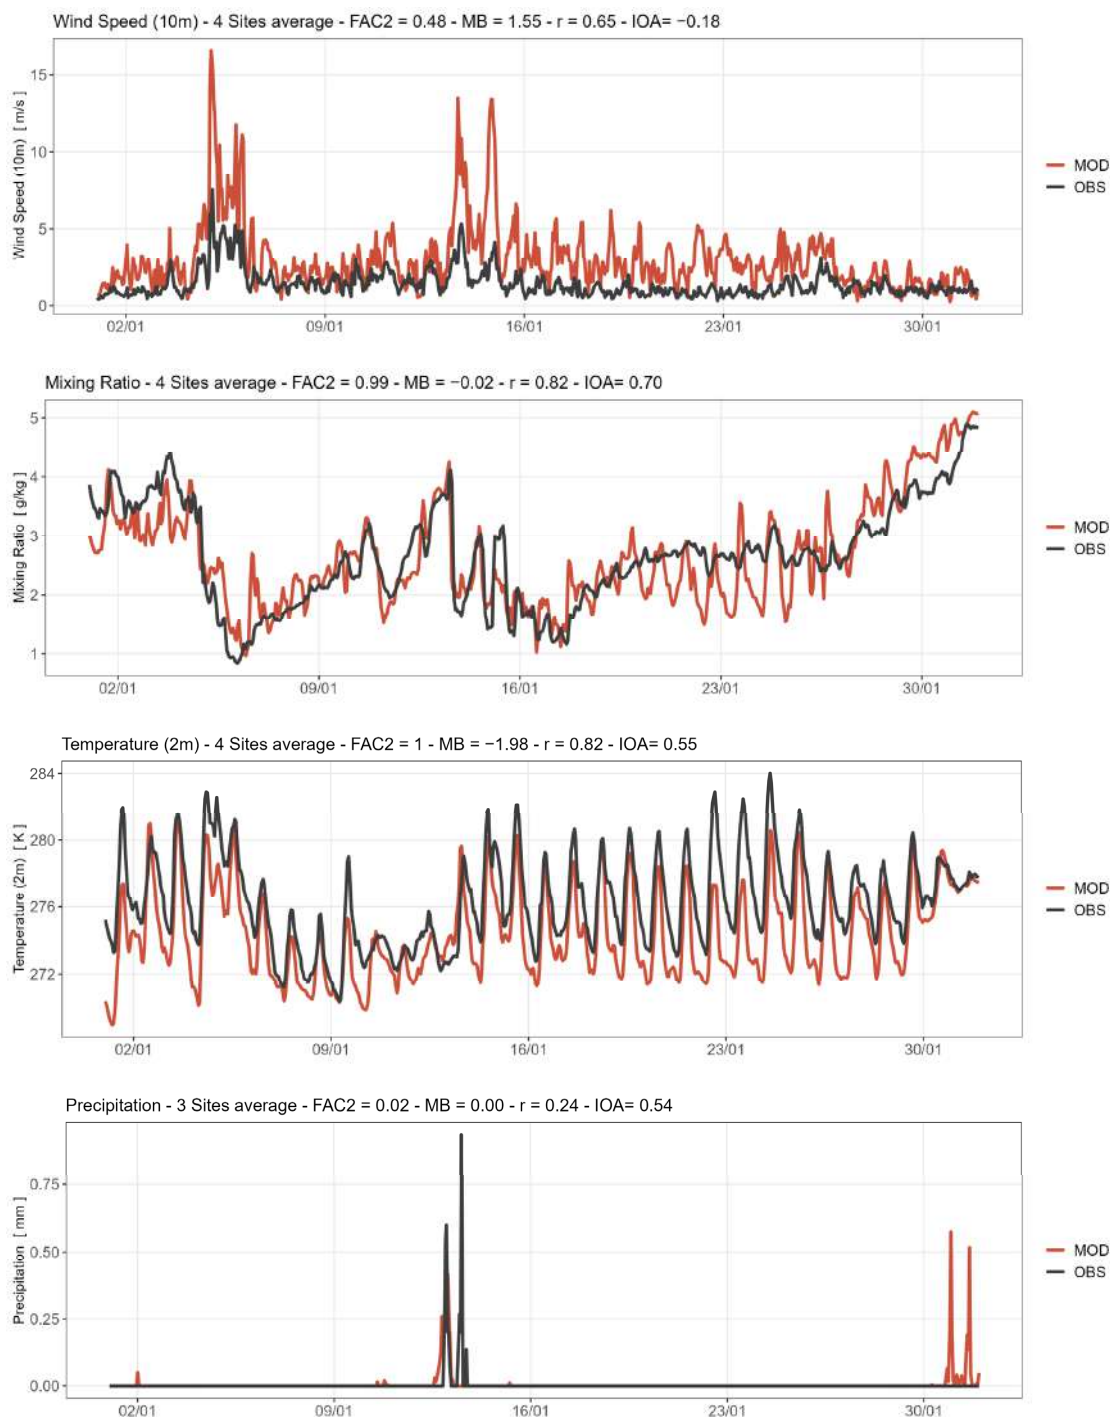 Wind Speed (10m) - 4 Sites average - FAC2 = 0.48 - MB = 1.55 - r = 0.65 - IOA= −0.18
Wind Speed (10m) [ m/s ]
15
10
5
0
02/01 09/01 16/01 23/01 30/01
MOD
OBS
Mixing Ratio - 4 Sites average - FAC2 = 0.99 - MB = −0.02 - r = 0.82 - IOA= 0.70
Mixing Ratio [ g/kg ]
5
4
3
2
1
02/01 09/01 16/01 23/01 30/01
MOD
OBS
Temperature (2m) - 4 Sites average - FAC2 = 1 - MB = −1.98 - r = 0.82 - IOA= 0.55
Temperature (2m) [ K ]
284
280
276
272
02/01 09/01 16/01 23/01 30/01
MOD
OBS
Precipitation - 3 Sites average - FAC2 = 0.02 - MB = 0.00 - r = 0.24 - IOA= 0.54
Precipitation [ mm ]
0.75
0.50
0.25
0.00
02/01 09/01 16/01 23/01 30/01
MOD
OBS